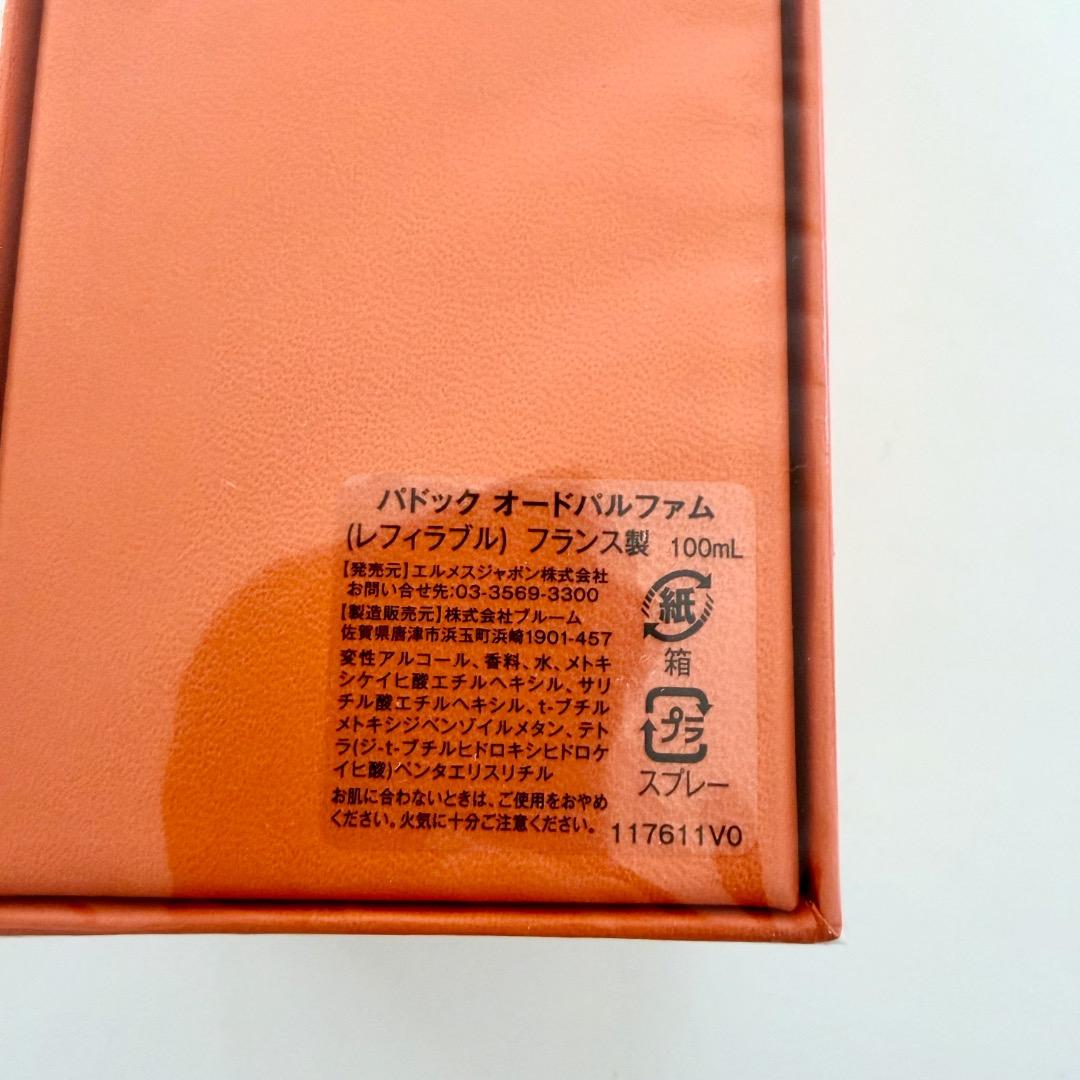 パドック オードパルファム
(レフィラブル) フランス製 100mL
【発売元】エルメスジャポン株式会社
お問い合せ先:03-3569-3300
【製造販売元】株式会社ブルーム
佐賀県唐津市浜玉町浜崎1901-457
変性アルコール、香料、水、メトキ
シケイヒ酸エチルヘキシル、サリ
チル酸エチルヘキシル、t-ブチル
メトキシジベンゾイルメタン、テト
ラ(ジ-t-ブチルヒドロキシヒドロケ
イヒ酸)ペンタエリスリチル
お肌に合わないときは、ご使用をおやめ
ください。火気に十分ご注意ください。
紙
箱
プラ
スプレー
117611V0